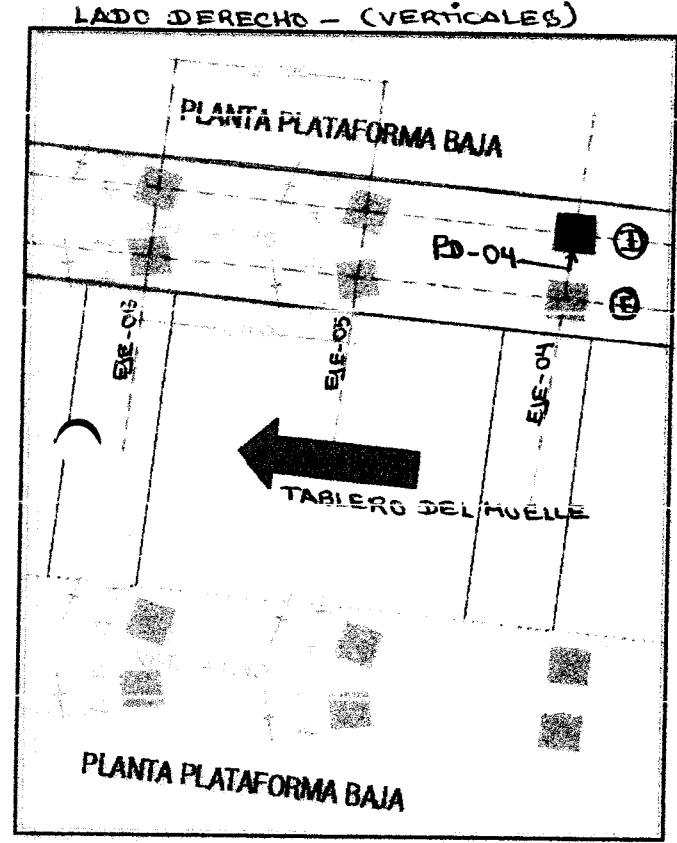 LADO DERECHO - (VERTICALES)
PLANTA PLATAFORMA BAJA
PD-04
EJE-05
EJE-04
TABLERO DEL MUELLE
PLANTA PLATAFORMA BAJA